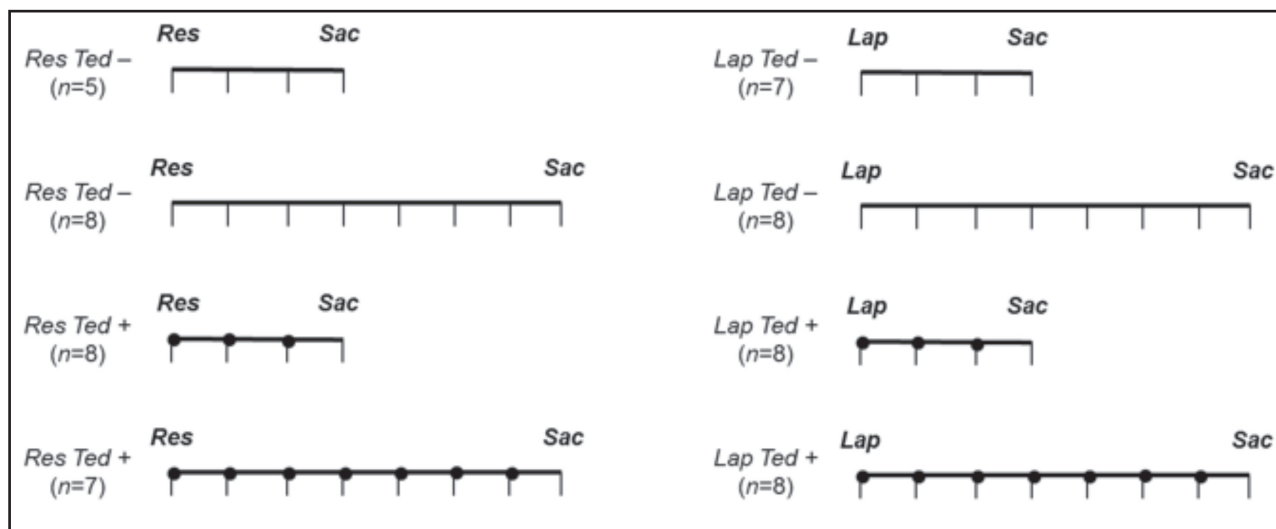 Res Sac
Res Ted –
(n=5)
Res Sac
Res Ted –
(n=8)
Res Sac
Res Ted +
(n=8)
Res Sac
Res Ted +
(n=7)
Lap Sac
Lap Ted –
(n=7)
Lap Sac
Lap Ted –
(n=8)
Lap Sac
Lap Ted +
(n=8)
Lap Sac
Lap Ted +
(n=8)